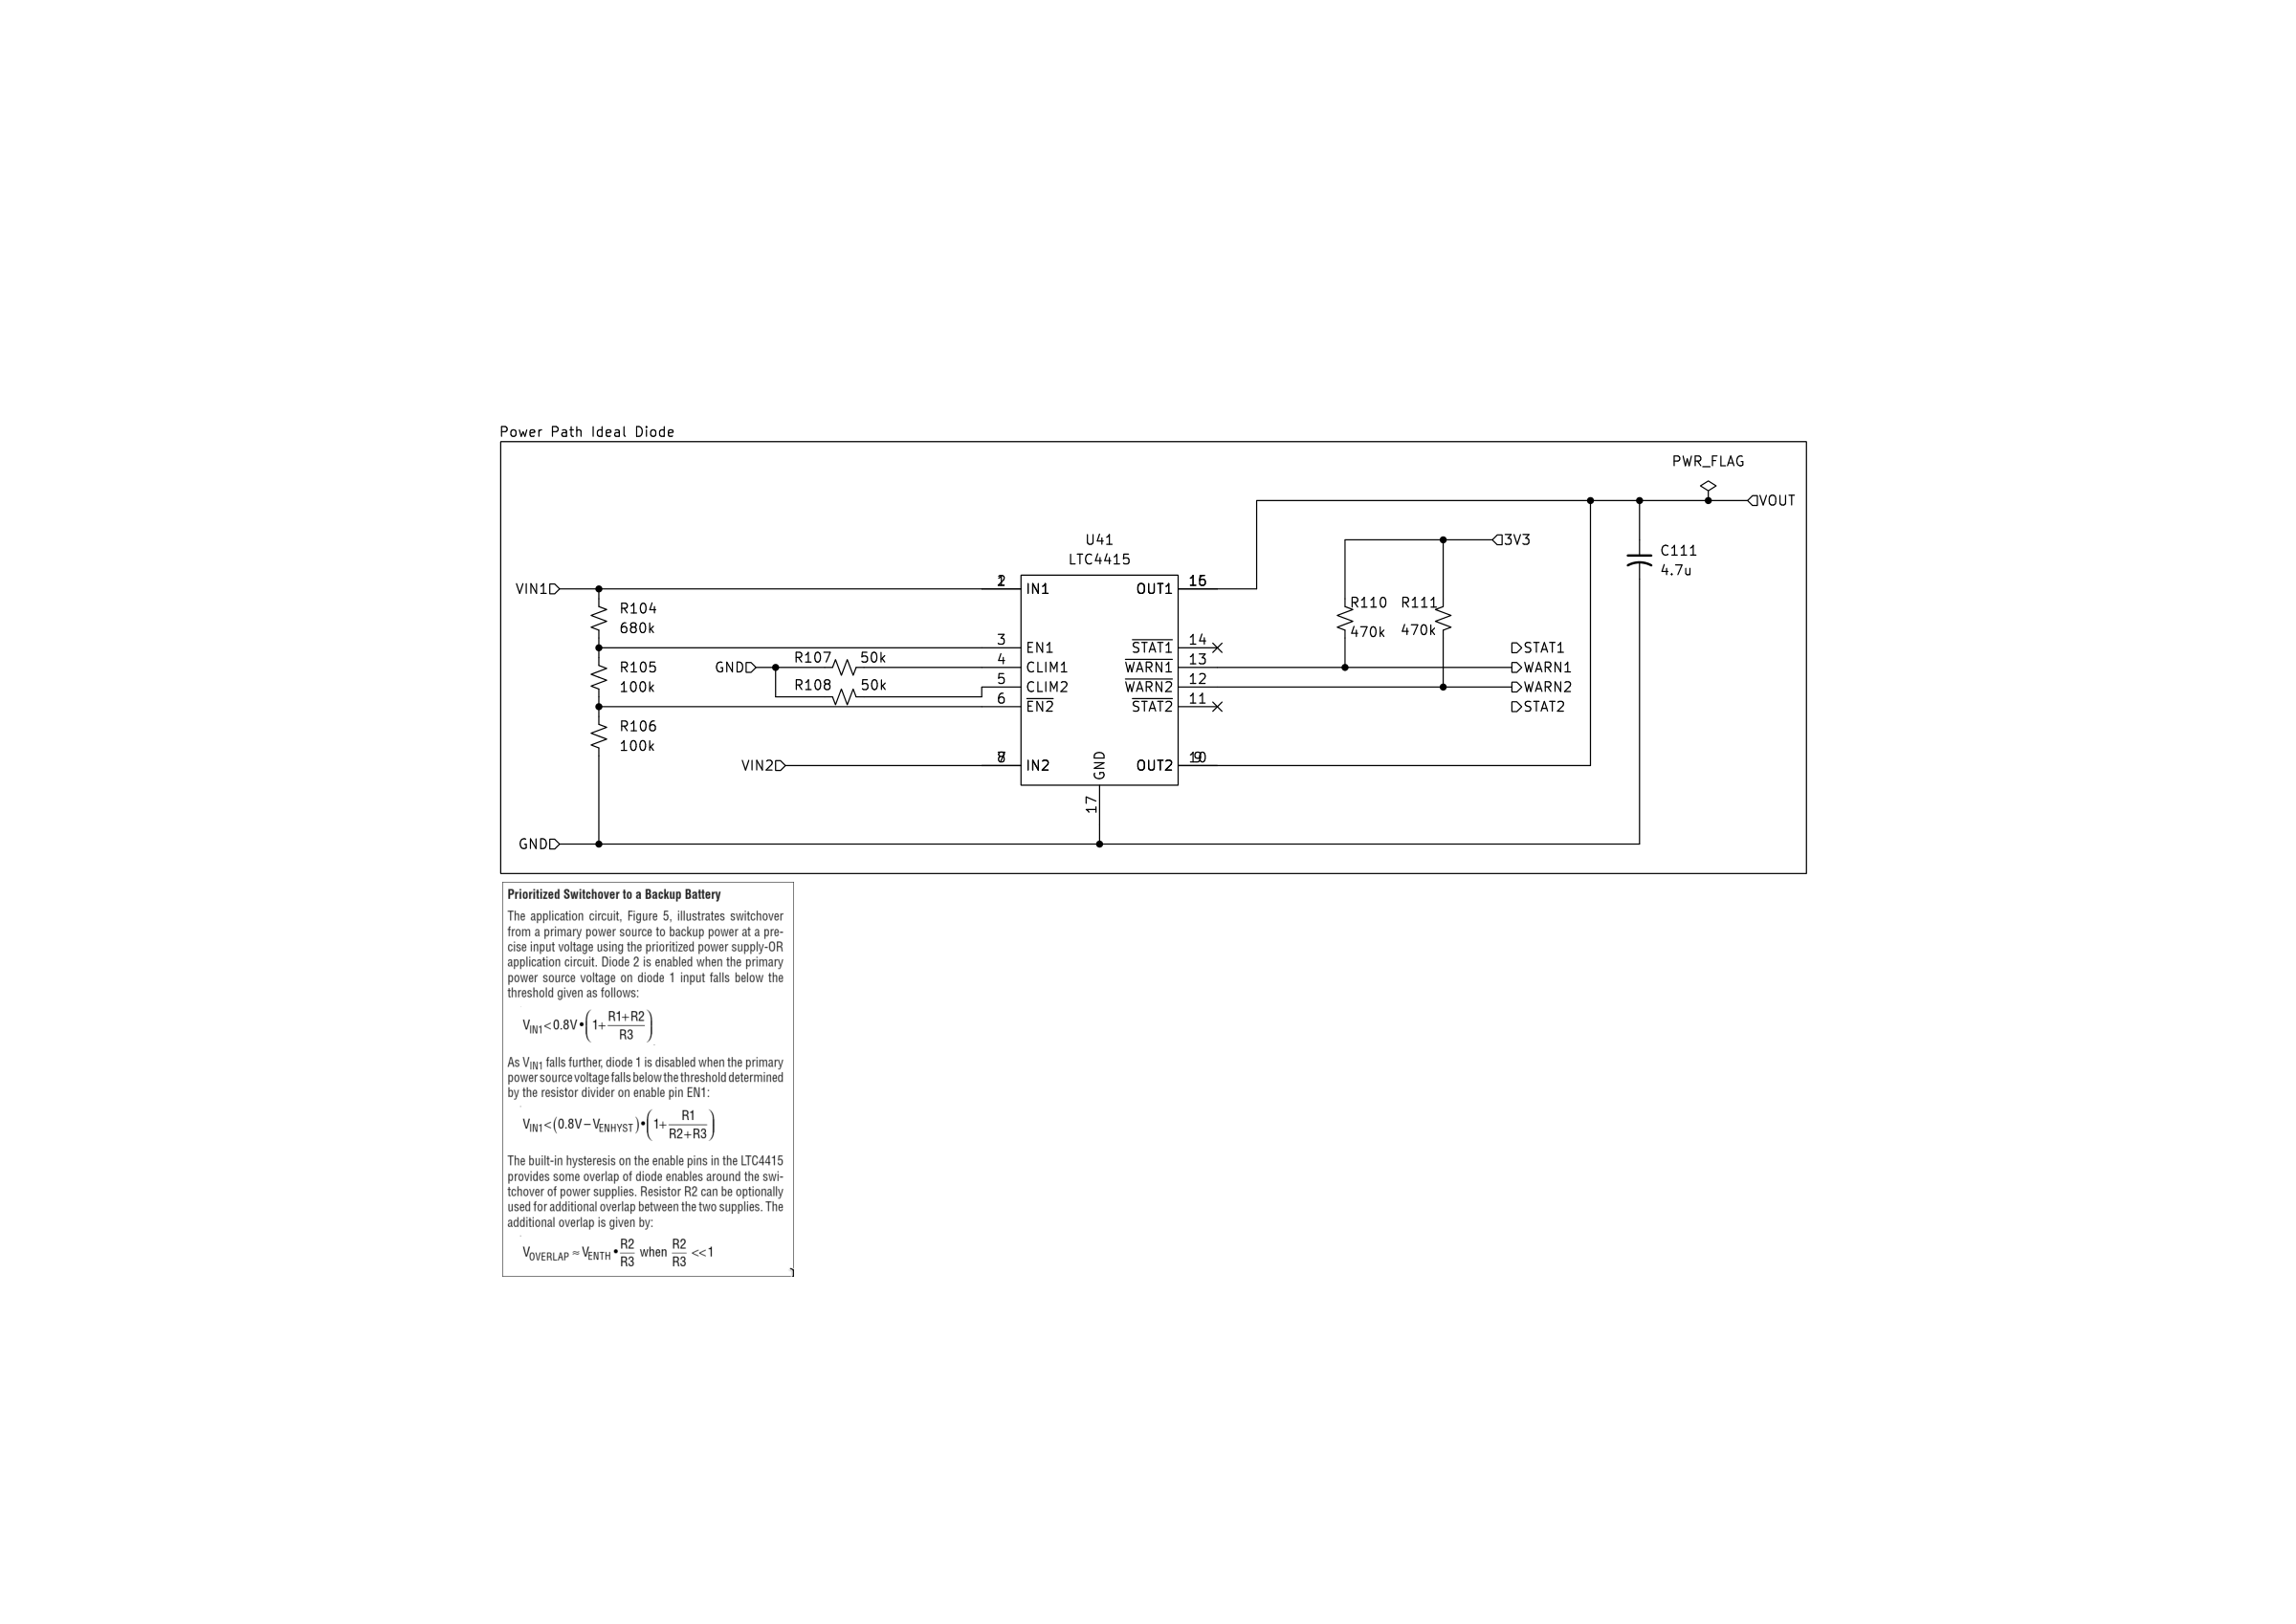 Power Path Ideal Diode
PWR_FLAG
VOUT
U41
LTC4415
3V3
C111
4.7u
VIN1
2
IN1
OUT1
R104
680k
R110
R111
470k
470k
3
EN1
STAT1
14
STAT1
R105
100k
GND
R107
50k
4
CLIM1
WARN1
13
WARN1
R108
50k
5
CLIM2
WARN2
12
WARN2
6
EN2
STAT2
11
STAT2
R106
100k
VIN2
IN2
GND
OUT2
17
GND
Prioritized Switchover to a Backup Battery
The application circuit, Figure 5, illustrates switchover
from a primary power source to backup power at a pre-
cise input voltage using the prioritized power supply-OR
application circuit. Diode 2 is enabled when the primary
power source voltage on diode 1 input falls below the
threshold given as follows:
VIN1<0.8V•(1+(R1+R2)/R3)
As VIN1 falls further, diode 1 is disabled when the primary
power source voltage falls below the threshold determined
by the resistor divider on enable pin EN1:
VIN1<(0.8V–VENHYST)•(1+R1/(R2+R3))
The built-in hysteresis on the enable pins in the LTC4415
provides some overlap of diode enables around the swi-
tchover of power supplies. Resistor R2 can be optionally
used for additional overlap between the two supplies. The
additional overlap is given by:
VOVERLAP ≈ VENTH•R2/R3 when R2/R3 <<1